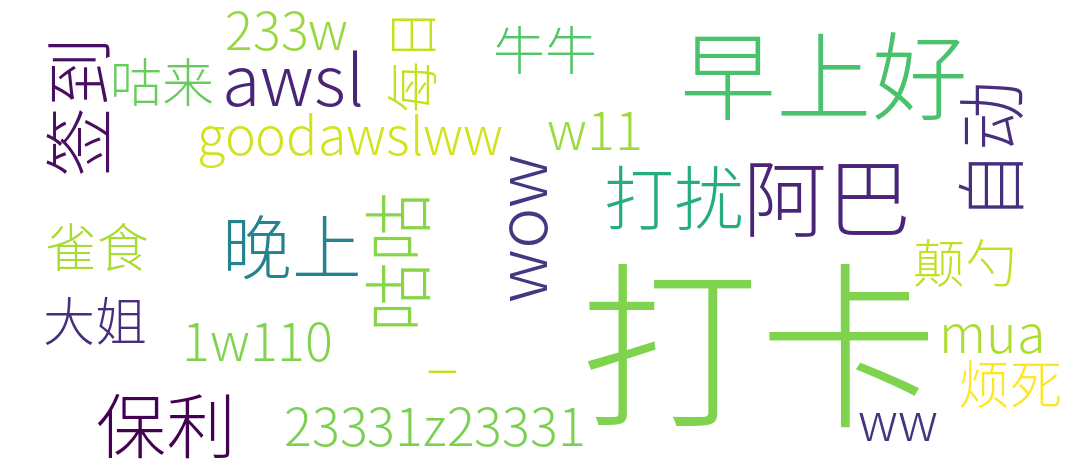 签到
233w
每日
牛牛
早上好
咕来
awsl
自动
goodawslww
w11
wow
打扰
阿巴
咕咕
雀食
晚上
颠勺
打卡
大姐
1w110
mua
_
烦死
保利
23331z23331
ww